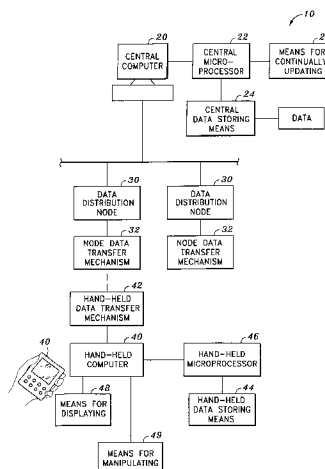 10
20
22
2
CENTRAL
COMPUTER
CENTRAL
MICRO-
PROCESSOR
MEANS FOR
CONTINUALLY
UPDATING
24
CENTRAL
DATA STORING
MEANS
DATA
30
DATA
DISTRIBUTION
NODE
30
DATA
DISTRIBUTION
NODE
32
NODE DATA
TRANSFER
MECHANISM
32
NODE DATA
TRANSFER
MECHANISM
42
HAND-HELD
DATA TRANSFER
MECHANISM
40
40
HAND-HELD
COMPUTER
46
HAND-HELD
MICROPROCESSOR
48
MEANS FOR
DISPLAYING
44
HAND-HELD
DATA STORING
MEANS
49
MEANS FOR
MANIPULATING